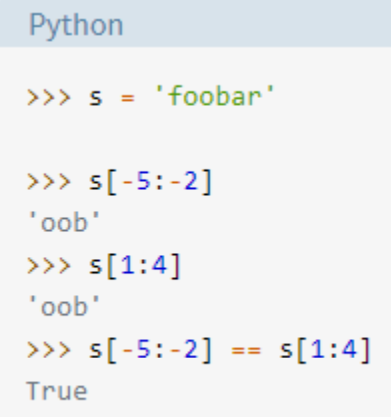 Python
>>> s = 'foobar'
>>> s[-5:-2]
'oob'
>>> s[1:4]
'oob'
>>> s[-5:-2] == s[1:4]
True